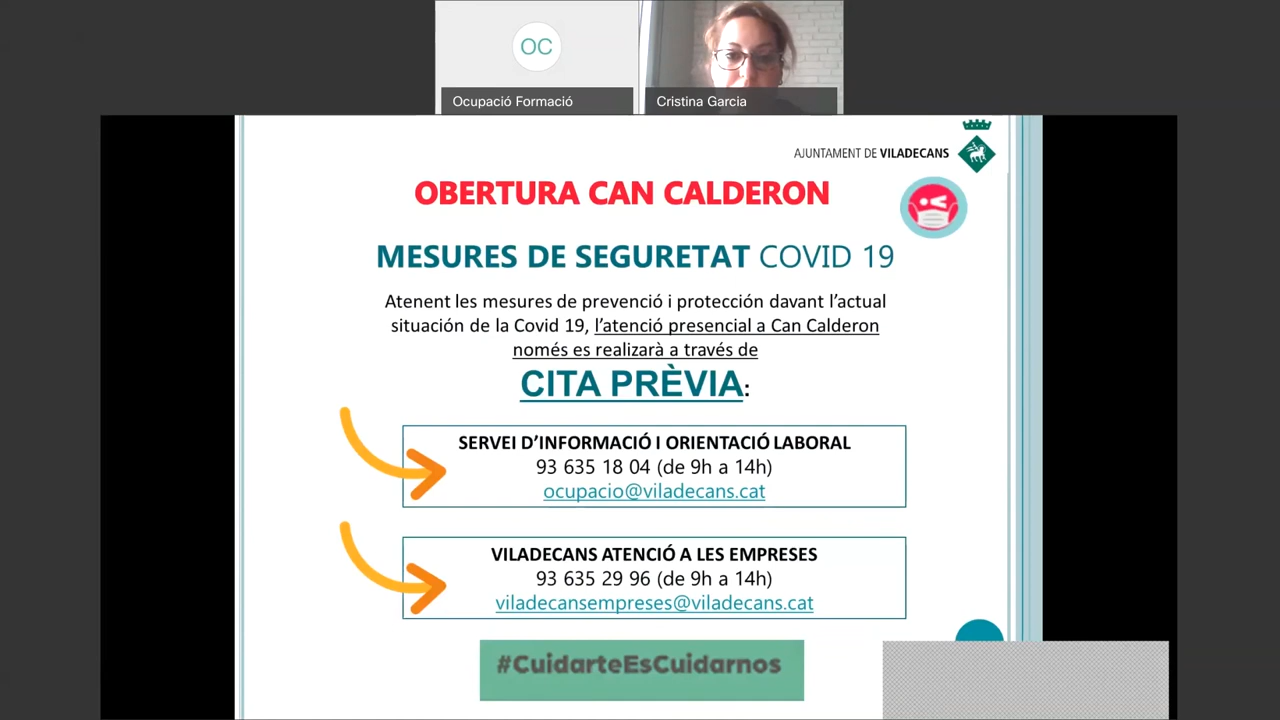 OC
Ocupació Formació
Cristina Garcia
AJUNTAMENT DE VILADECANS
OBERTURA CAN CALDERON
MESURES DE SEGURETAT COVID 19
Atenent les mesures de prevenció i protección davant l’actual
situación de la Covid 19, l’atenció presencial a Can Calderon
només es realizarà a través de
CITA PRÈVIA:
SERVEI D’INFORMACIÓ I ORIENTACIÓ LABORAL
93 635 18 04 (de 9h a 14h)
ocupacio@viladecans.cat
VILADECANS ATENCIÓ A LES EMPRESES
93 635 29 96 (de 9h a 14h)
viladecansempreses@viladecans.cat
#CuidarteEsCuidarnos